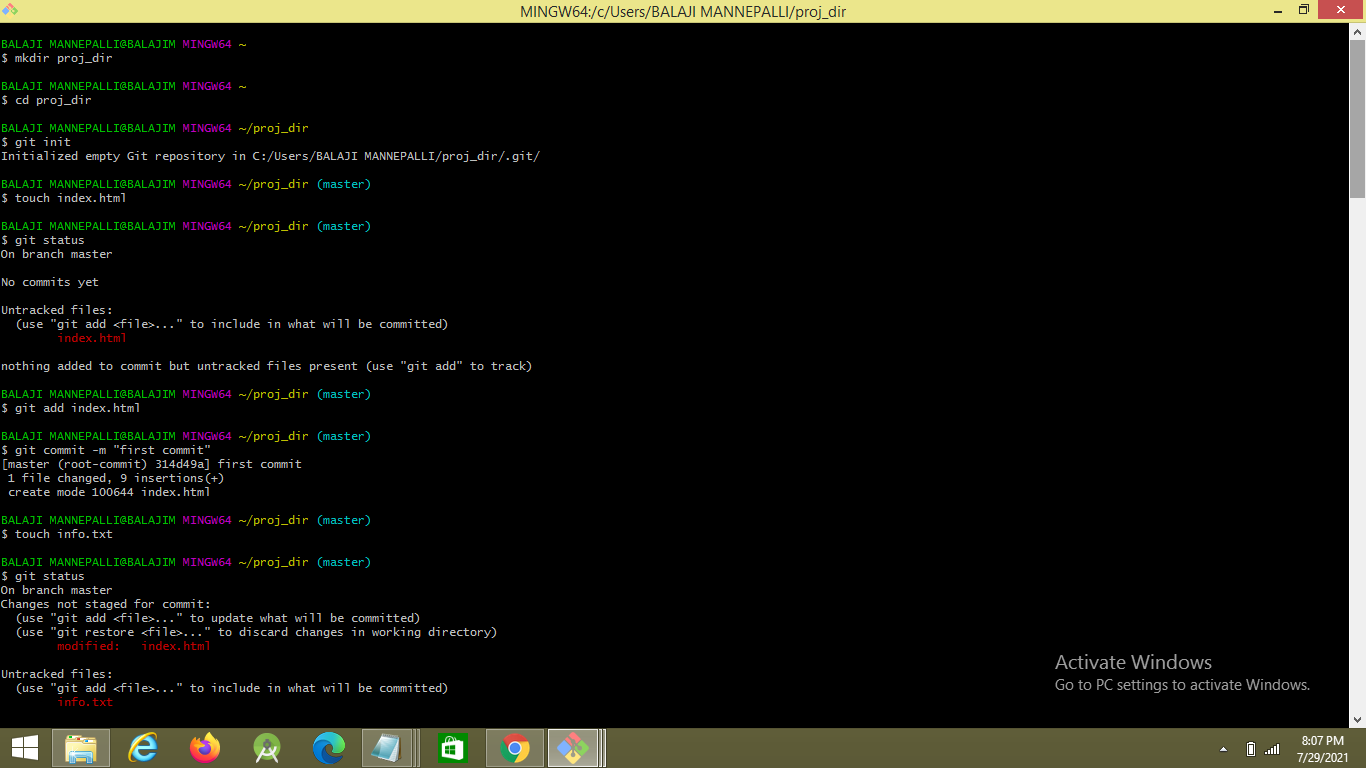 MINGW64:/c/Users/BALAJI MANNEPALLI/proj_dir
BALAJI MANNEPALLI@BALAJIM MINGW64 ~
$ mkdir proj_dir
BALAJI MANNEPALLI@BALAJIM MINGW64 ~
$ cd proj_dir
BALAJI MANNEPALLI@BALAJIM MINGW64 ~/proj_dir
$ git init
Initialized empty Git repository in C:/Users/BALAJI MANNEPALLI/proj_dir/.git/
BALAJI MANNEPALLI@BALAJIM MINGW64 ~/proj_dir (master)
$ touch index.html
BALAJI MANNEPALLI@BALAJIM MINGW64 ~/proj_dir (master)
$ git status
On branch master
No commits yet
Untracked files:
(use "git add <file>..." to include in what will be committed)
index.html
nothing added to commit but untracked files present (use "git add" to track)
BALAJI MANNEPALLI@BALAJIM MINGW64 ~/proj_dir (master)
$ git add index.html
BALAJI MANNEPALLI@BALAJIM MINGW64 ~/proj_dir (master)
$ git commit -m "first commit"
[master (root-commit) 314d49a] first commit
1 file changed, 9 insertions(+)
create mode 100644 index.html
BALAJI MANNEPALLI@BALAJIM MINGW64 ~/proj_dir (master)
$ touch info.txt
BALAJI MANNEPALLI@BALAJIM MINGW64 ~/proj_dir (master)
$ git status
On branch master
Changes not staged for commit:
(use "git add <file>..." to update what will be committed)
(use "git restore <file>..." to discard changes in working directory)
modified:   index.html
Untracked files:
(use "git add <file>..." to include in what will be committed)
info.txt
Activate Windows
Go to PC settings to activate Windows.
8:07 PM
7/29/2021